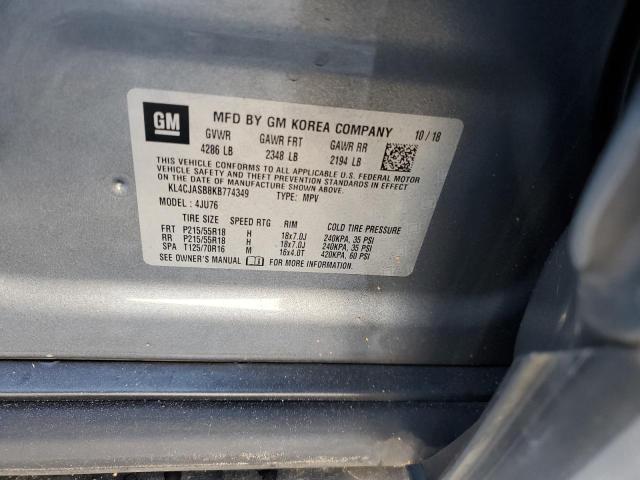 GM
MFD BY GM KOREA COMPANY 10/18
GVWR GAWR FRT GAWR RR
4286 LB 2348 LB 2194 LB
THIS VEHICLE CONFORMS TO ALL APPLICABLE U.S. FEDERAL MOTOR
VEHICLE SAFETY AND THEFT PREVENTION STANDARDS IN EFFECT ON
THE DATE OF MANUFACTURE SHOWN ABOVE.
KL4CJASB8KB774349 TYPE: MPV
MODEL: 4JU76
TIRE SIZE SPEED RTG RIM COLD TIRE PRESSURE
FRT P215/55R18 H 18x7.0J 240KPA, 35 PSI
RR P215/55R18 H 18x7.0J 240KPA, 35 PSI
SPA T125/70R16 M 16x4.0T 420KPA, 60 PSI
SEE OWNER'S MANUAL FOR MORE INFORMATION.